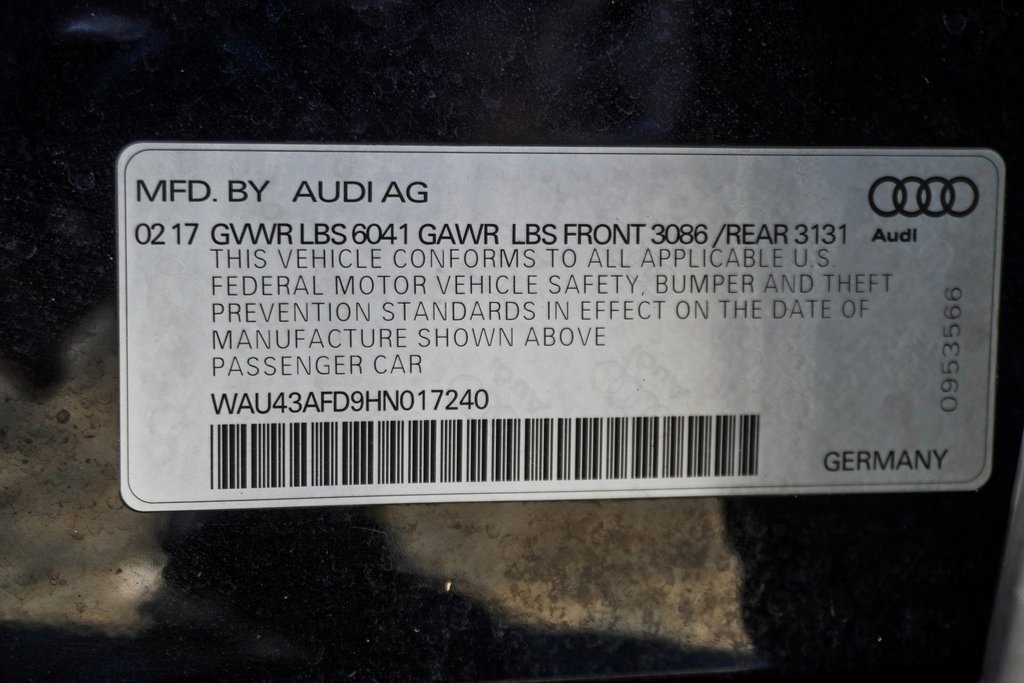 MFD. BY AUDI AG
02 17 GVWR LBS 6041 GAWR LBS FRONT 3086 /REAR 3131
Audi
THIS VEHICLE CONFORMS TO ALL APPLICABLE U.S.
FEDERAL MOTOR VEHICLE SAFETY, BUMPER AND THEFT
PREVENTION STANDARDS IN EFFECT ON THE DATE OF
MANUFACTURE SHOWN ABOVE
PASSENGER CAR
WAU43AFD9HN017240
GERMANY
0953566